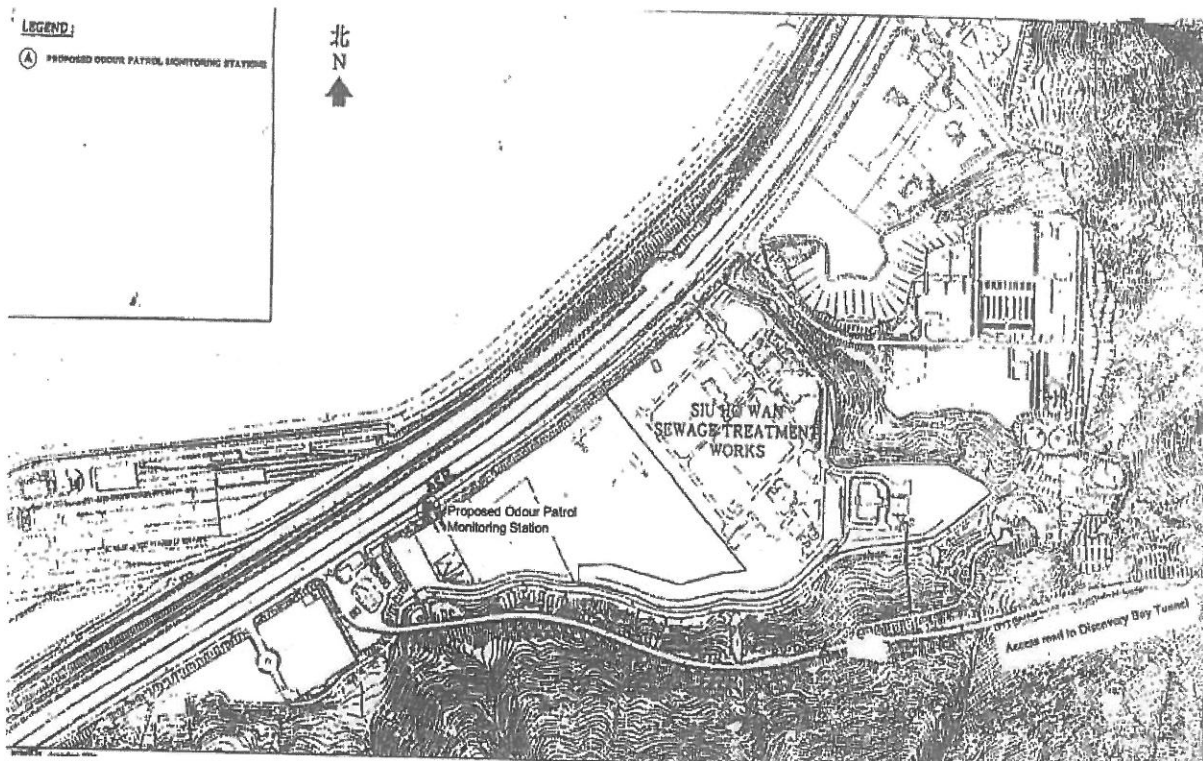 LEGEND:
A PROPOSED ODOUR PATROL MONITORING STATIONS
北
N
SIU HO WAN
SEWAGE TREATMENT
WORKS
Proposed Odour Patrol
Monitoring Station
Access road to Discovery Bay Tunnel